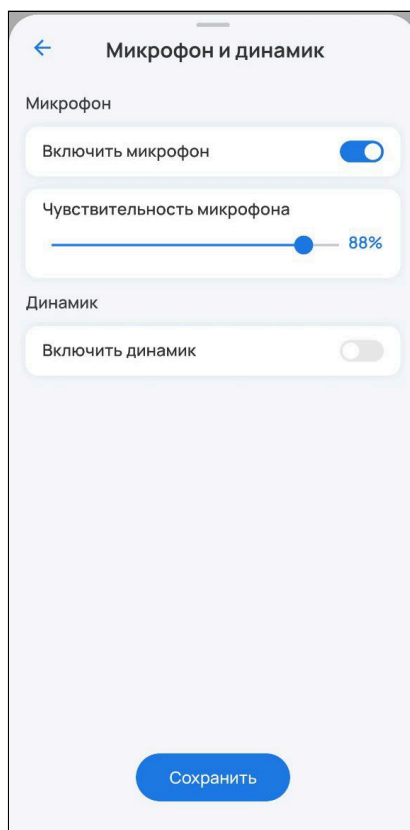 Микрофон и динамик
Микрофон
Включить микрофон
Чувствительность микрофона
88%
Динамик
Включить динамик
Сохранить